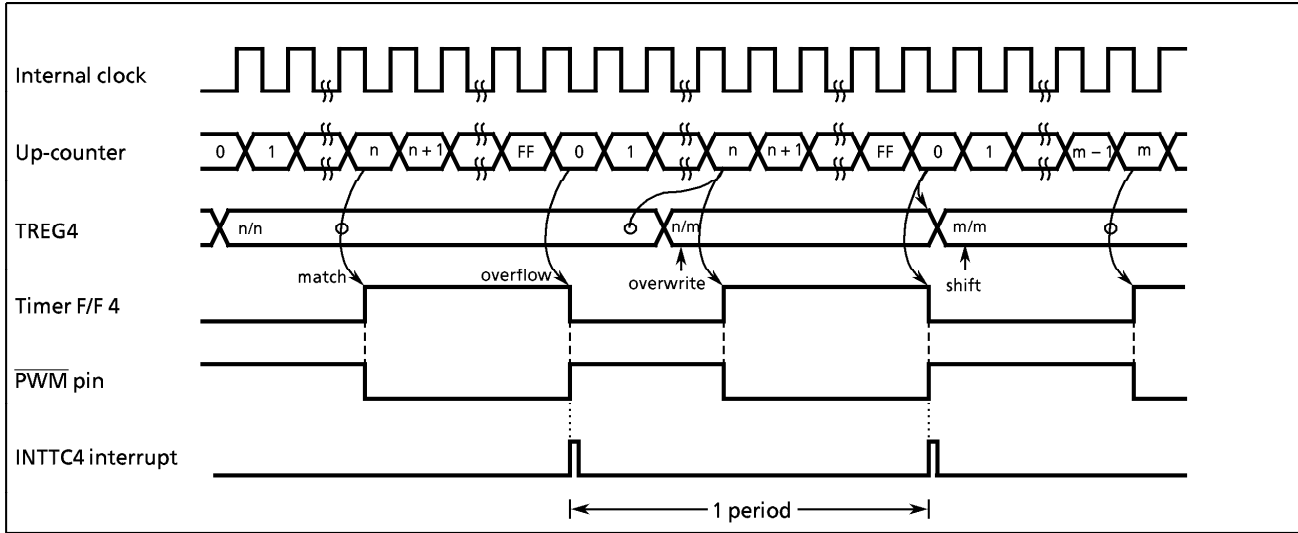 Internal clock
Up-counter 0 1 n n + 1 FF 0 1 n n + 1 FF 0 1 m − 1 m
TREG4 n/n n/m m/m
match overflow overwrite shift
Timer F/F 4
PWM pin
INTTC4 interrupt
1 period